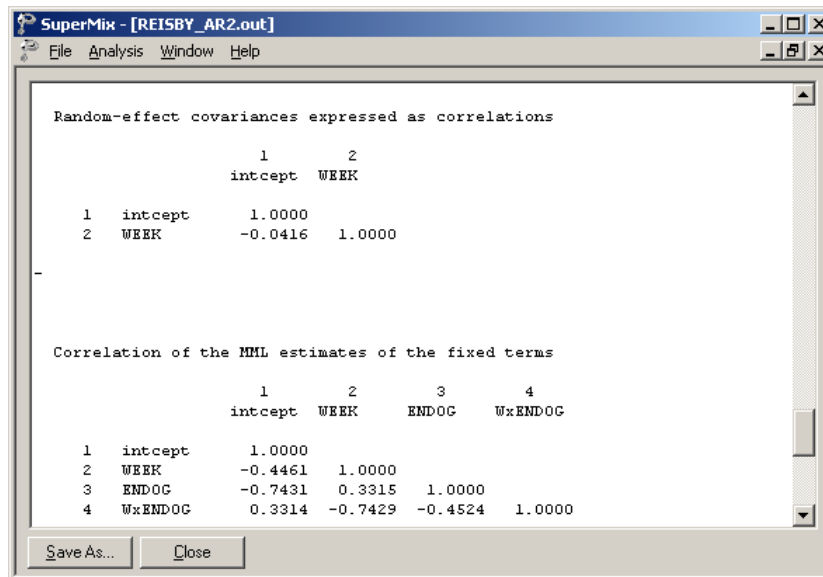 SuperMix - [REISBY_AR2.out]
File Analysis Window Help
Random-effect covariances expressed as correlations
1 2
intcept WEEK
1 intcept 1.0000
2 WEEK -0.0416 1.0000
Correlation of the MML estimates of the fixed terms
1 2 3 4
intcept WEEK ENDOG WxENDOG
1 intcept 1.0000
2 WEEK -0.4461 1.0000
3 ENDOG -0.7431 0.3315 1.0000
4 WxENDOG 0.3314 -0.7429 -0.4524 1.0000
Save As... Close